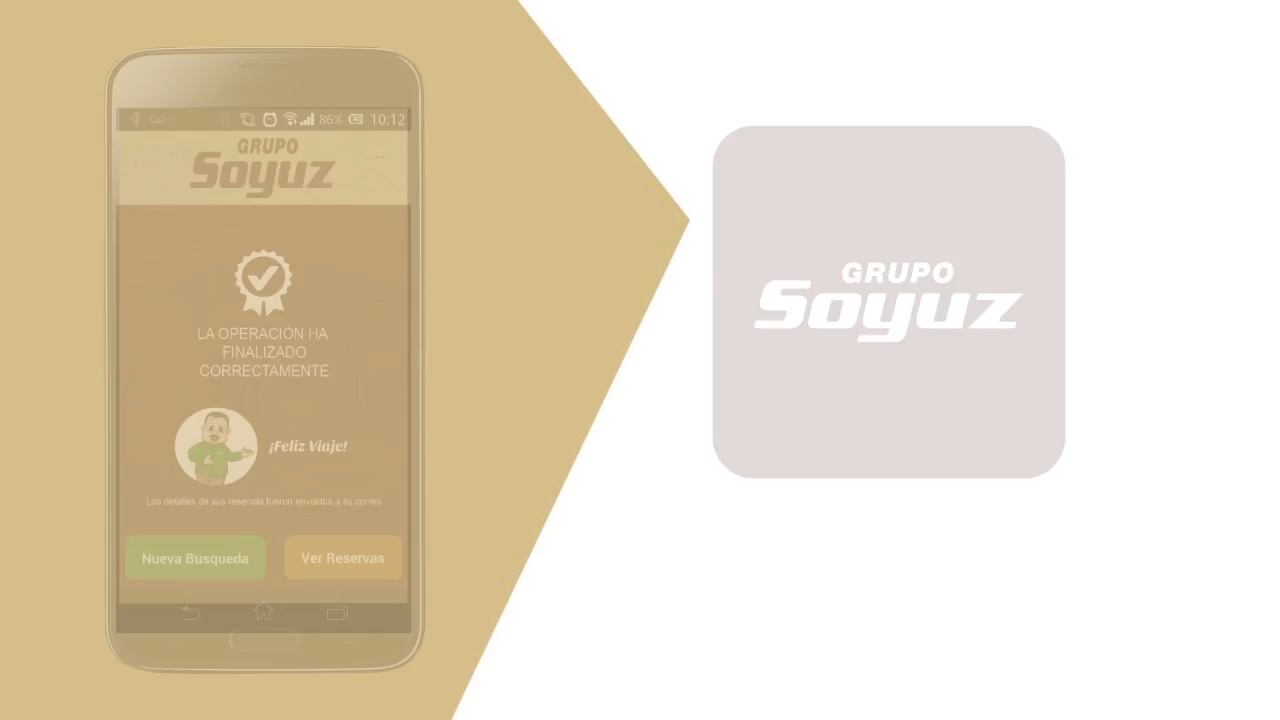 86% 10:12
GRUPO
Soyuz
LA OPERACIÓN HA
FINALIZADO
CORRECTAMENTE
¡Feliz Viaje!
Los detalles de sus reservas fueron enviados a su correo
Nueva Busqueda
Ver Reservas
GRUPO
Soyuz